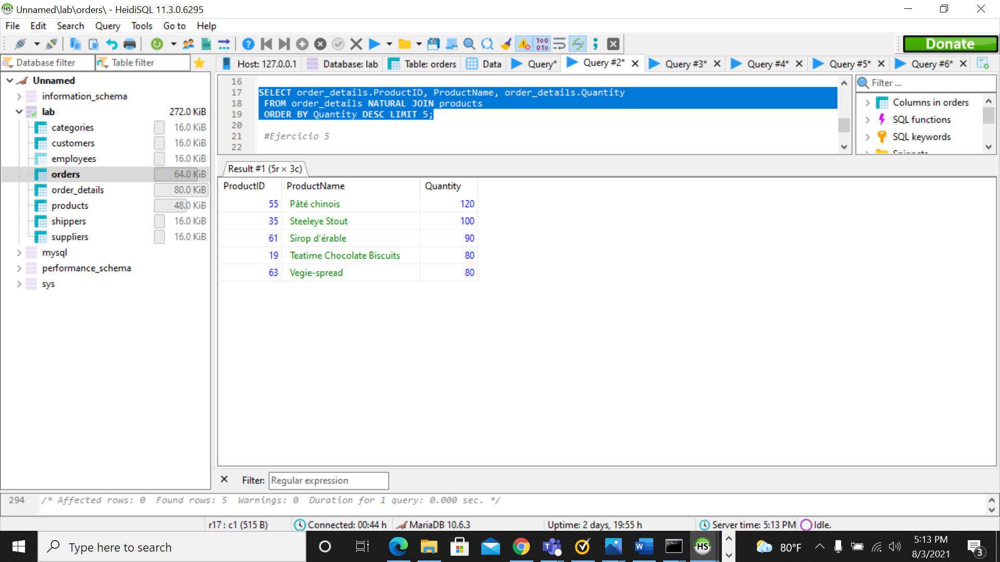 Unnamed\lab\orders\ - HeidiSQL 11.3.0.6295
File Edit Search Query Tools Go to Help
Donate
Database filter
Table filter
Host: 127.0.0.1 Database: lab Table: orders Data Query* Query #2* Query #3* Query #4* Query #5* Query #6*
Unnamed
information_schema
lab 272.0 KiB
categories 16.0 KiB
customers 16.0 KiB
employees 16.0 KiB
orders 64.0 KiB
order_details 80.0 KiB
products 48.0 KiB
shippers 16.0 KiB
suppliers 16.0 KiB
mysql
performance_schema
sys
16
17 SELECT order_details.ProductID, ProductName, order_details.Quantity
18 FROM order_details NATURAL JOIN products
19 ORDER BY Quantity DESC LIMIT 5;
20
21 #Ejercicio 5
22
Filter ...
Columns in orders
SQL functions
SQL keywords
Result #1 (5r × 3c)
ProductID ProductName Quantity
55 Pâté chinois 120
35 Steeleye Stout 100
61 Sirop d'érable 90
19 Teatime Chocolate Biscuits 80
63 Vegie-spread 80
Filter: Regular expression
294 /* Affected rows: 0 Found rows: 5 Warnings: 0 Duration for 1 query: 0.000 sec. */
r17 : c1 (515 B) Connected: 00:44 h MariaDB 10.6.3 Uptime: 2 days, 19:55 h Server time: 5:13 PM Idle.
Type here to search
HS
80°F
5:13 PM
8/3/2021
3